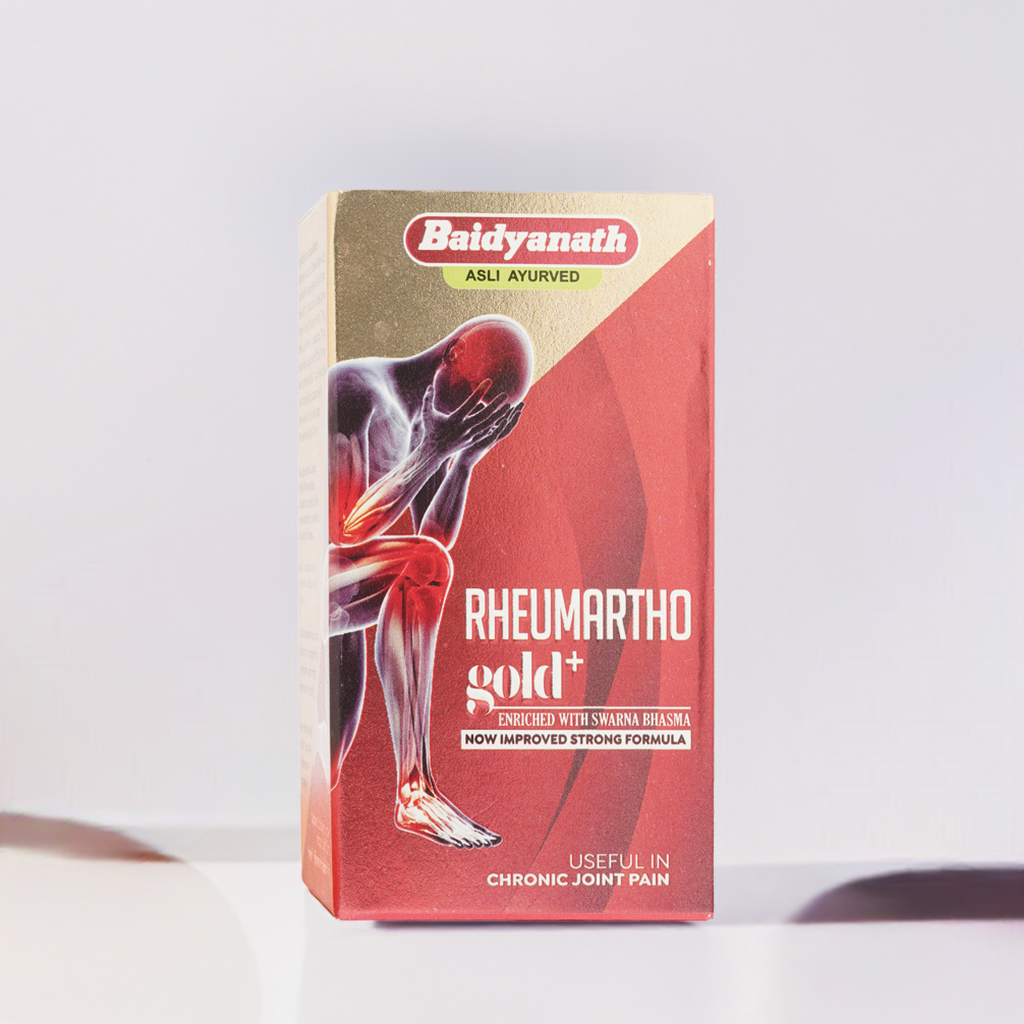 Baidyanath
ASLI AYURVED
RHEUMARTHO
gold+
ENRICHED WITH SWARNA BHASMA
NOW IMPROVED STRONG FORMULA
USEFUL IN
CHRONIC JOINT PAIN